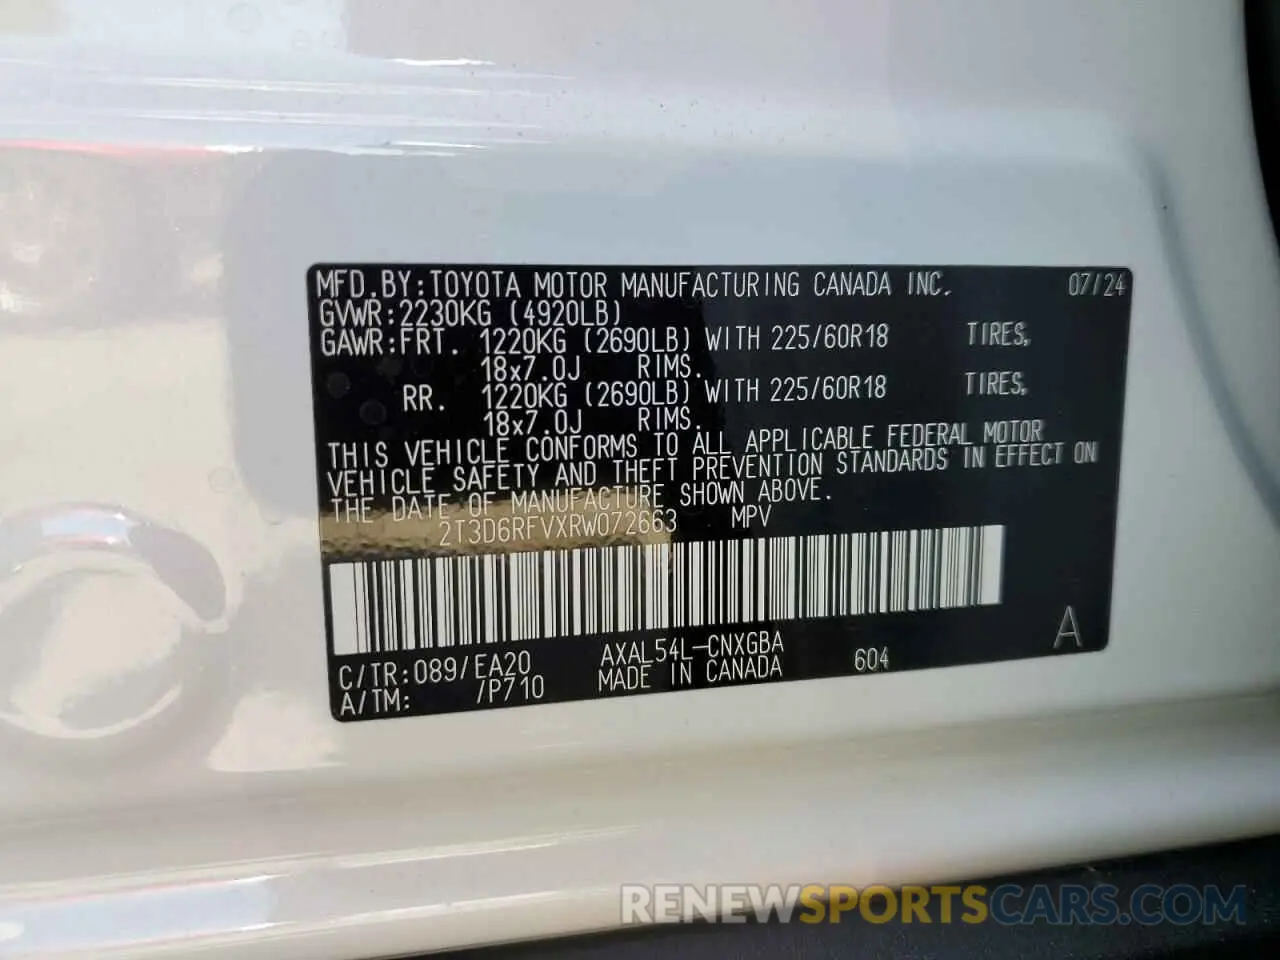 MFD.BY:TOYOTA MOTOR MANUFACTURING CANADA INC. 07/24
GVWR:2230KG (4920LB)
GAWR:FRT. 1220KG (2690LB) WITH 225/60R18 TIRES,
18x7.0J RIMS.
RR. 1220KG (2690LB) WITH 225/60R18 TIRES,
18x7.0J RIMS.
THIS VEHICLE CONFORMS TO ALL APPLICABLE FEDERAL MOTOR
VEHICLE SAFETY AND THEFT PREVENTION STANDARDS IN EFFECT ON
THE DATE OF MANUFACTURE SHOWN ABOVE.
2T3D6RFVXRW072663 MPV
C/TR:089/EA20 AXAL54L-CNXGBA
A/TM: /P710 MADE IN CANADA 604 A
RENEWSPORTSCARS.COM